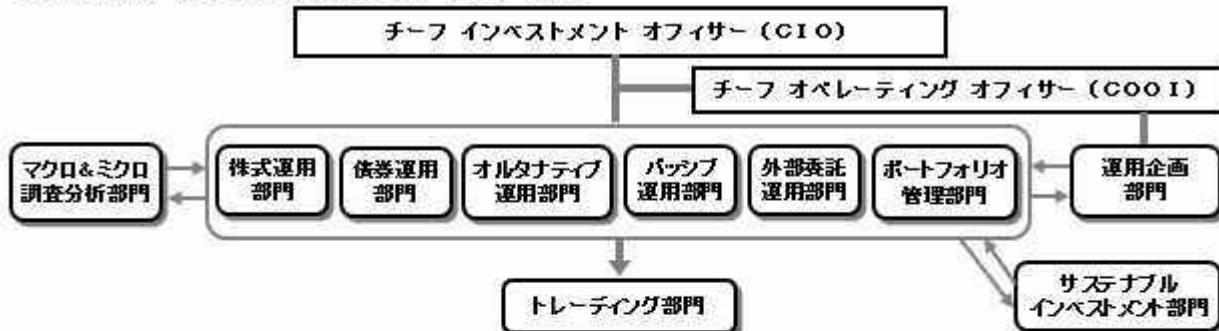 チーフ インベストメント オフィサー（CIO）
チーフ オペレーティング オフィサー（COOI）
マクロ&ミクロ
調査分析部門
株式運用
部門
債券運用
部門
オルタナティブ
運用部門
パッシブ
運用部門
外部委託
運用部門
ポートフォリオ
管理部門
運用企画
部門
トレーディング部門
サステナブル
インベストメント部門